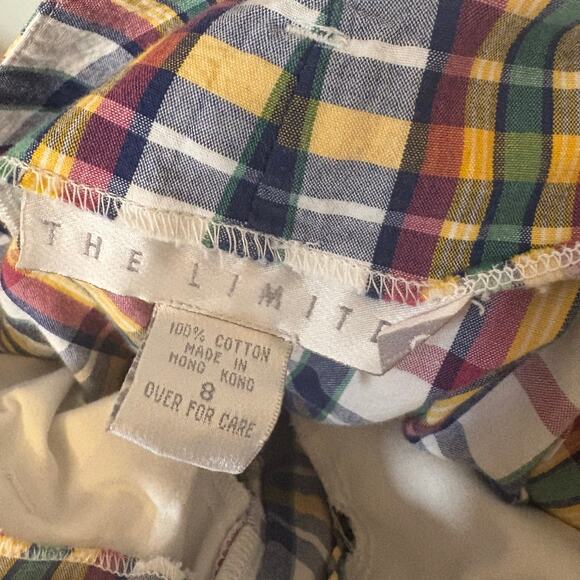 THE LIMITE
100% COTTON
MADE IN
HONG KONG
8
OVER FOR CARE